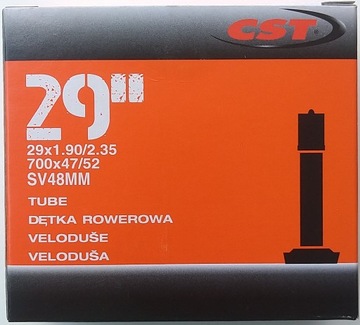 CST
29"
29x1.90/2.35
700x47/52
SV48MM
TUBE
DĘTKA ROWEROWA
VELODUŠE
VELODUŠA